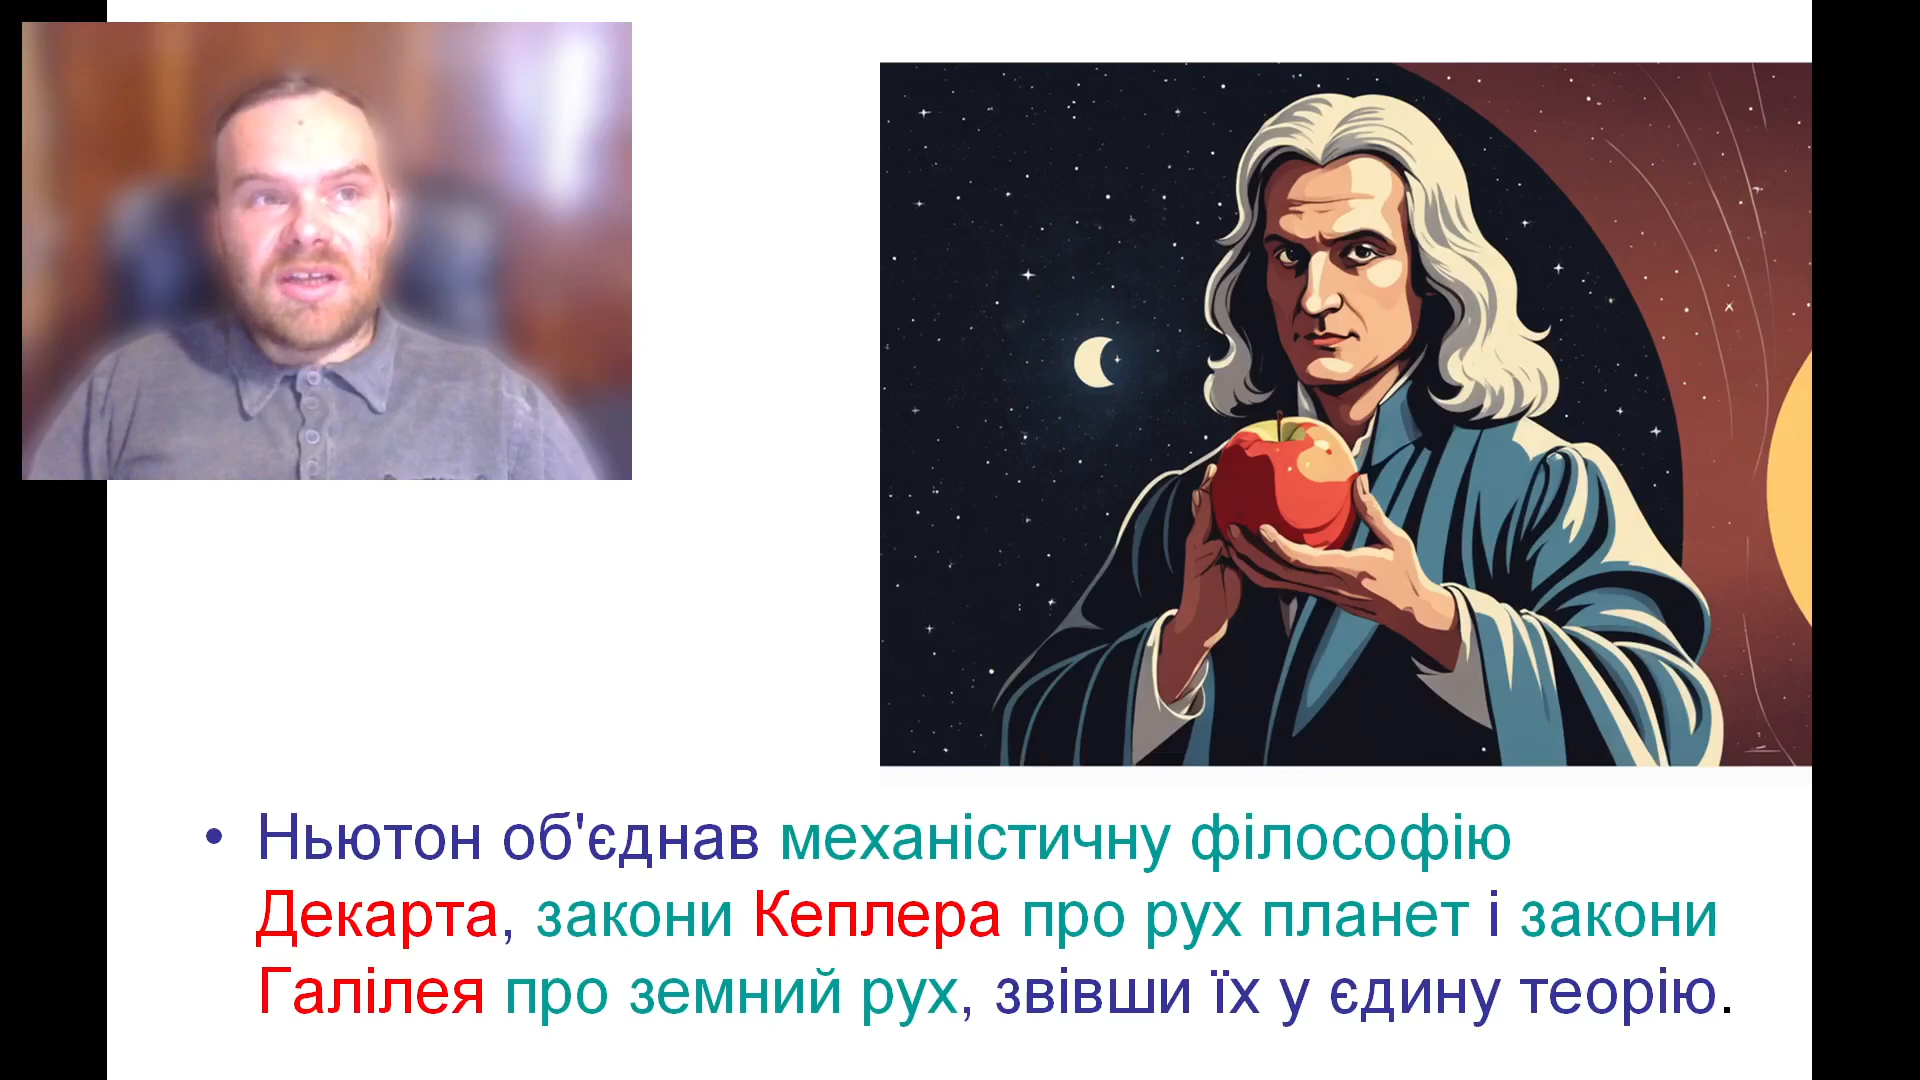 • Ньютон об'єднав механістичну філософію
Декарта, закони Кеплера про рух планет і закони
Галілея про земний рух, звівши їх у єдину теорію.